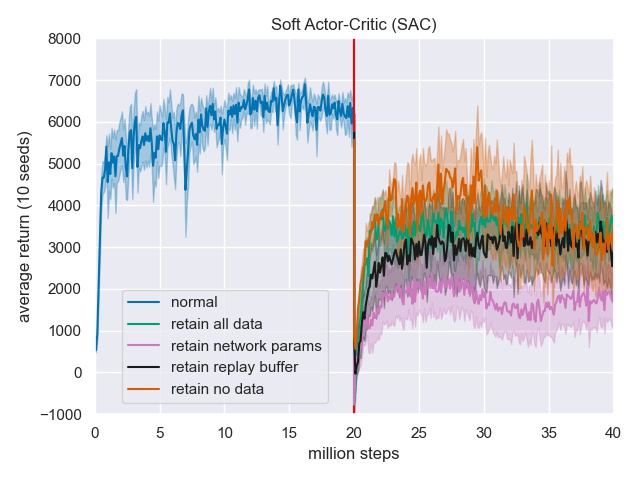 Soft Actor-Critic (SAC)
8000
7000
6000
5000
4000
3000
2000
1000
0
−1000
average return (10 seeds)
normal
retain all data
retain network params
retain replay buffer
retain no data
0 5 10 15 20 25 30 35 40
million steps